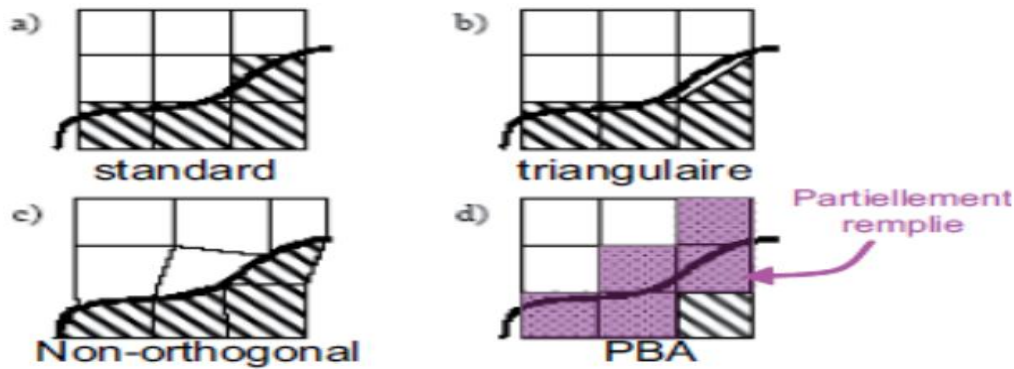 a)
standard
b)
triangulaire
c)
Non-orthogonal
d)
PBA
Partiellement
remplie